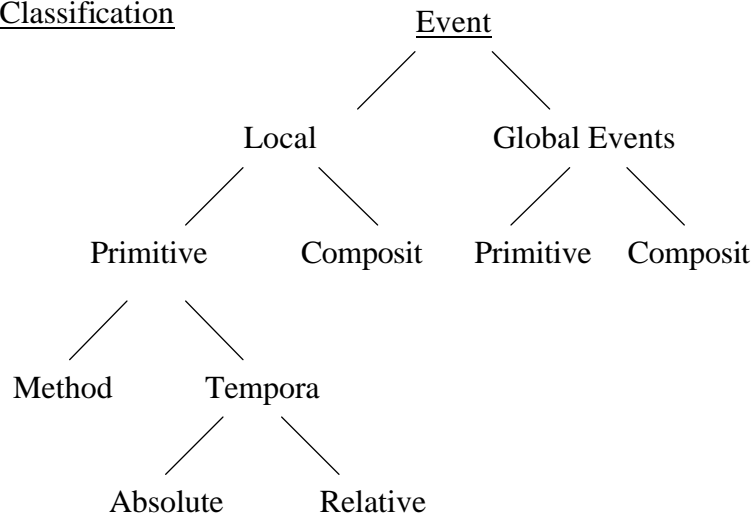 Classification
Event
Local Global Events
Primitive Composit Primitive Composit
Method Tempora
Absolute Relative